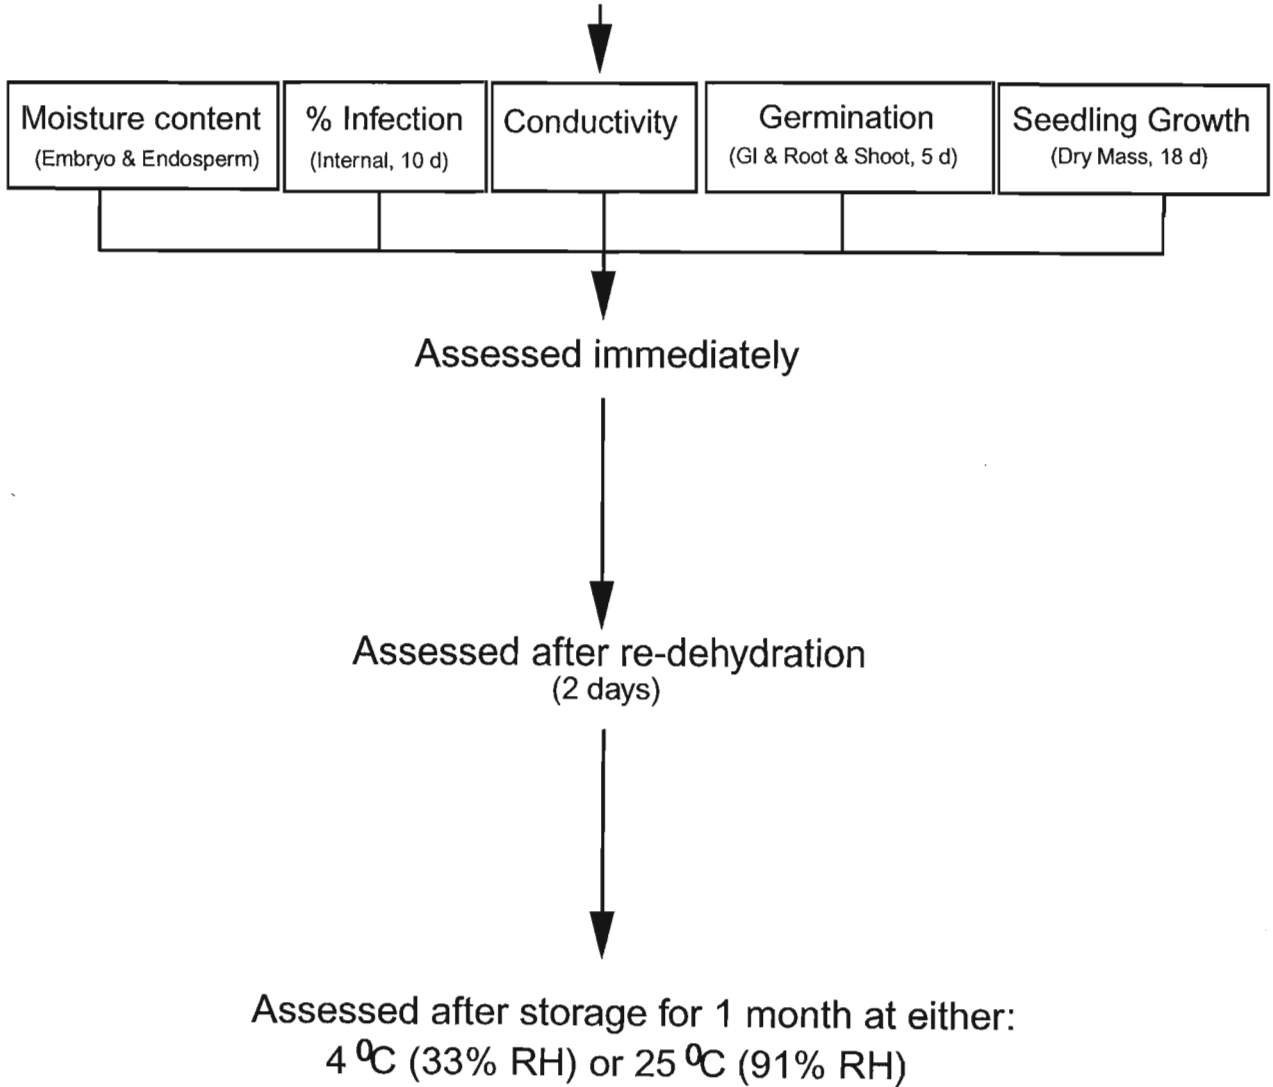 Moisture content
(Embryo & Endosperm)
% Infection
(Internal, 10 d)
Conductivity
Germination
(GI & Root & Shoot, 5 d)
Seedling Growth
(Dry Mass, 18 d)
Assessed immediately
Assessed after re-dehydration
(2 days)
Assessed after storage for 1 month at either:
4 ⁰C (33% RH) or 25 ⁰C (91% RH)